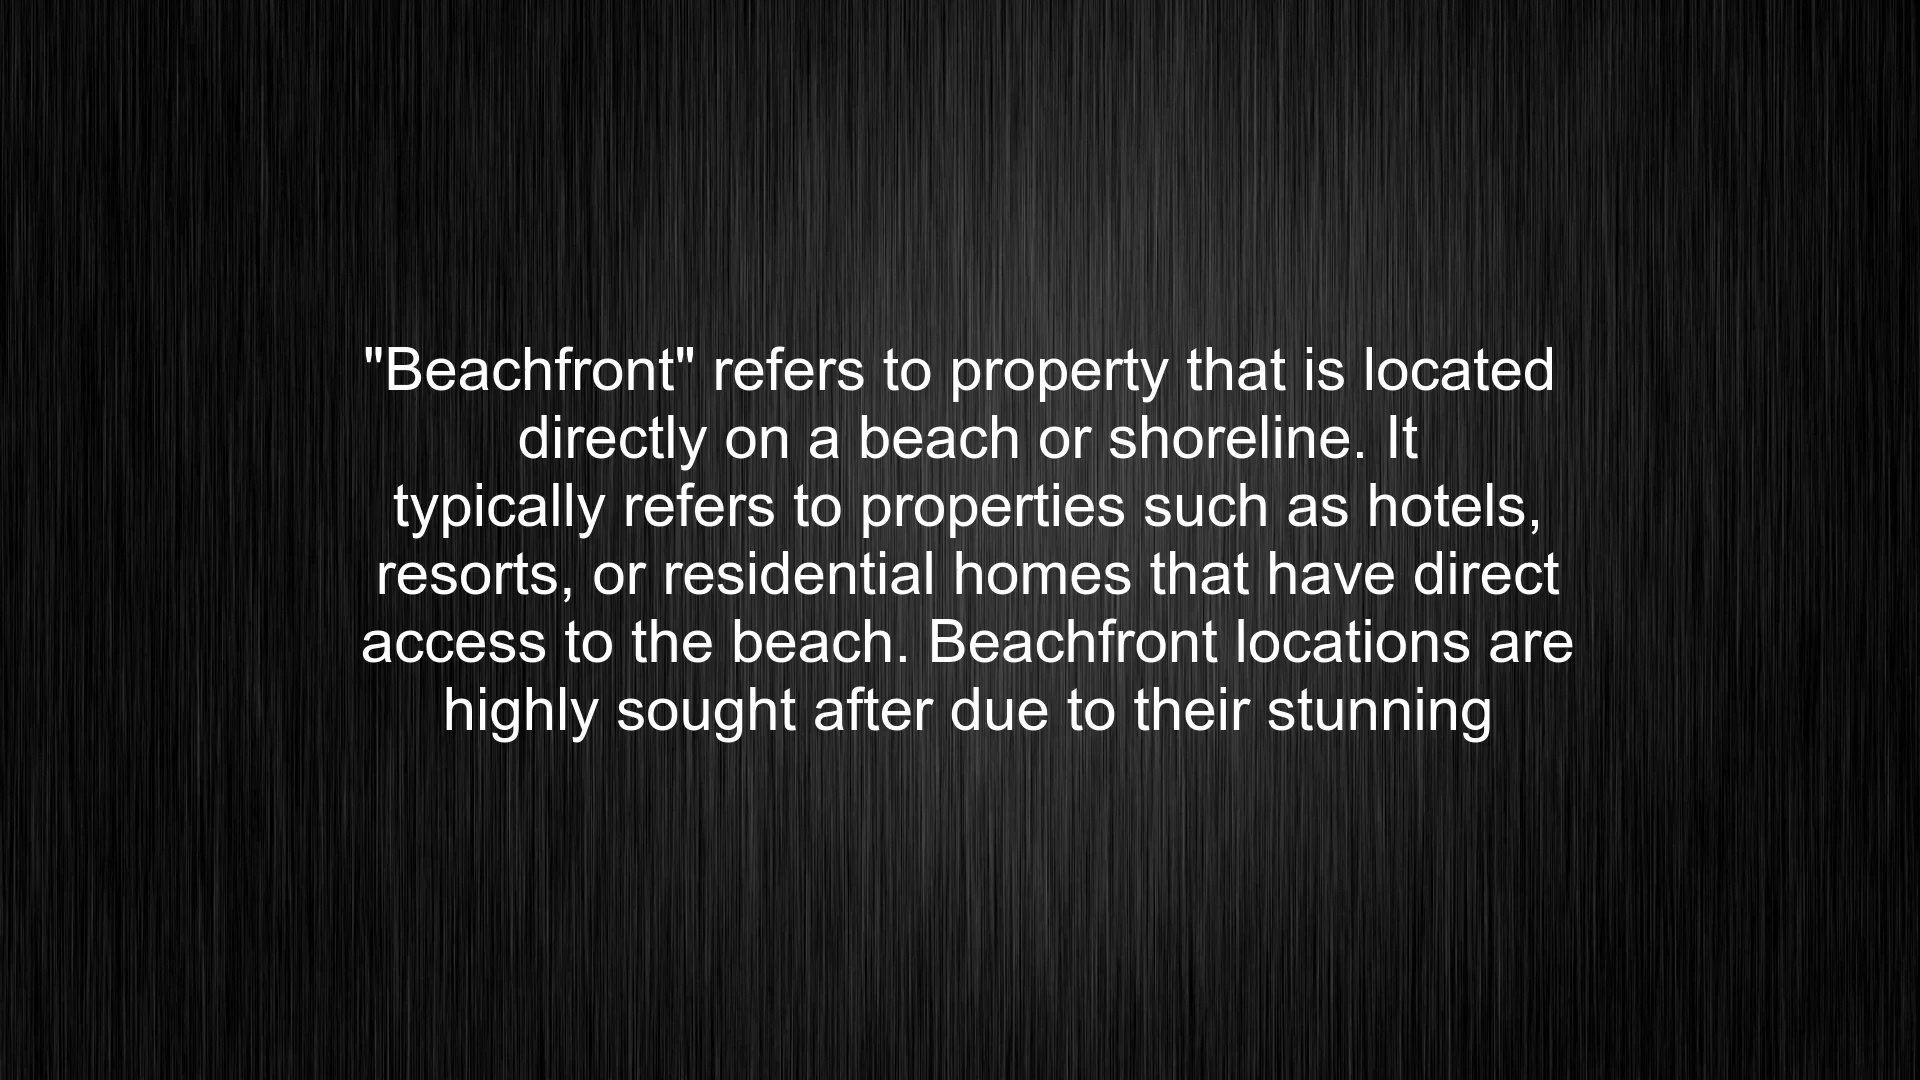 "Beachfront" refers to property that is located
directly on a beach or shoreline. It
typically refers to properties such as hotels,
resorts, or residential homes that have direct
access to the beach. Beachfront locations are
highly sought after due to their stunning